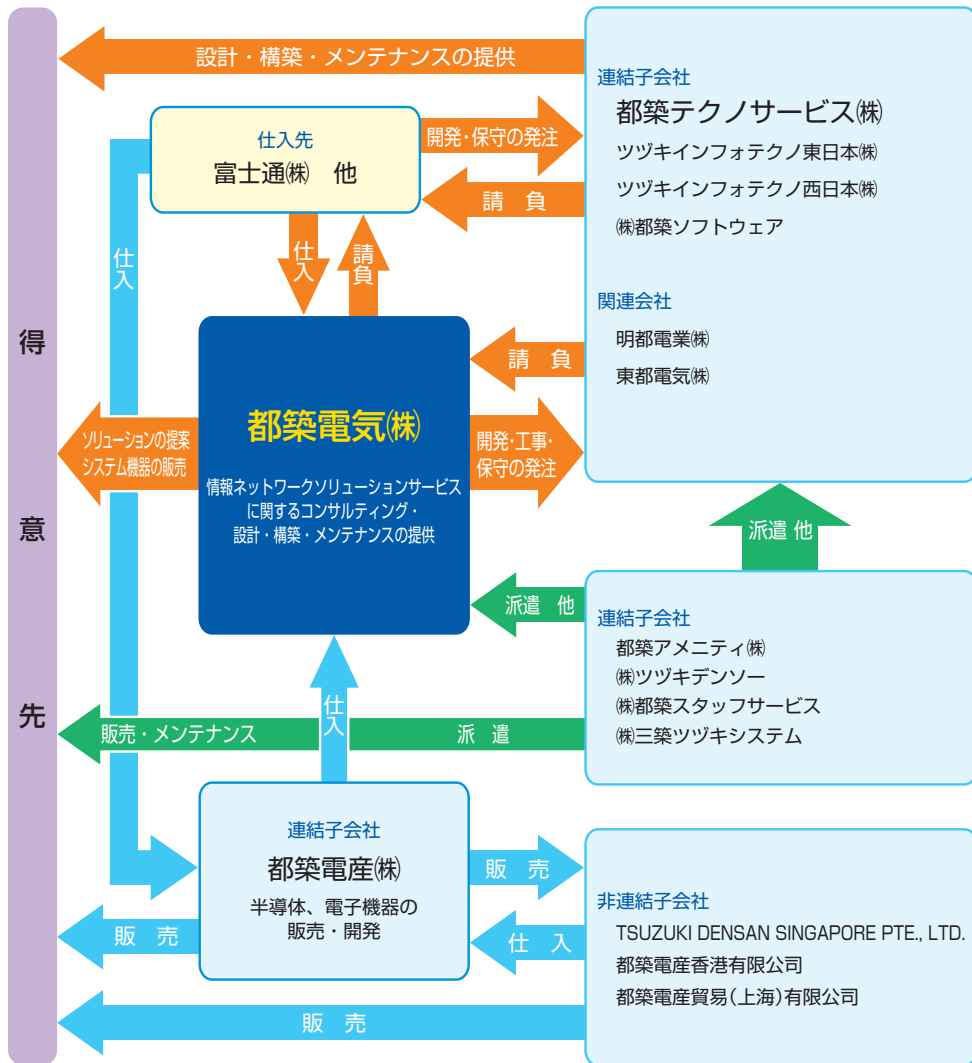 得意先
設計・構築・メンテナンスの提供
仕入先
富士通㈱　他
開発・保守の発注
請　負
仕入
仕入
請負
連結子会社
都築テクノサービス㈱
ツヅキインフォテクノ東日本㈱
ツヅキインフォテクノ西日本㈱
㈱都築ソフトウェア
関連会社
明都電業㈱
東都電気㈱
請　負
都築電気㈱
情報ネットワークソリューションサービス
に関するコンサルティング・
設計・構築・メンテナンスの提供
ソリューションの提案
システム機器の販売
開発・工事・
保守の発注
派遣 他
派遣　他
連結子会社
都築アメニティ㈱
㈱ツヅキデンソー
㈱都築スタッフサービス
㈱三築ツヅキシステム
販売・メンテナンス
派　遣
仕入
連結子会社
都築電産㈱
半導体、電子機器の
販売・開発
販　売
仕　入
販　売
販　売
非連結子会社
TSUZUKI DENSAN SINGAPORE PTE., LTD.
都築電産香港有限公司
都築電産貿易（上海）有限公司